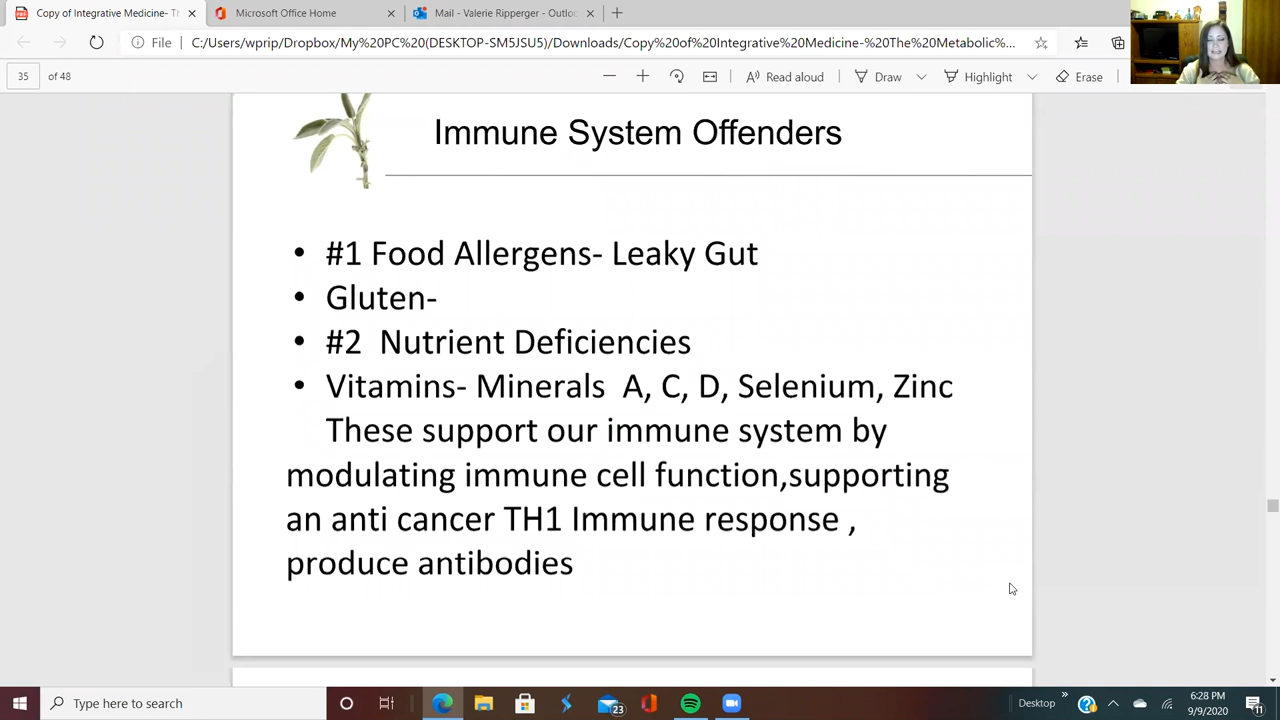 Copy of Integrative Medicine- Th
Microsoft Office Home
Mail - Valerie Ripperger - Outloo
File
C:/Users/wprip/Dropbox/My%20PC%20(DESKTOP-SM5JSU5)/Downloads/Copy%20of%20Integrative%20Medicine-%20The%20Metabolic%...
35 of 48
Read aloud
Draw
Highlight
Erase
Immune System Offenders
• #1 Food Allergens- Leaky Gut
• Gluten-
• #2 Nutrient Deficiencies
• Vitamins- Minerals A, C, D, Selenium, Zinc
These support our immune system by
modulating immune cell function,supporting
an anti cancer TH1 Immune response ,
produce antibodies
Type here to search
23
Desktop
»
6:28 PM
9/9/2020
11